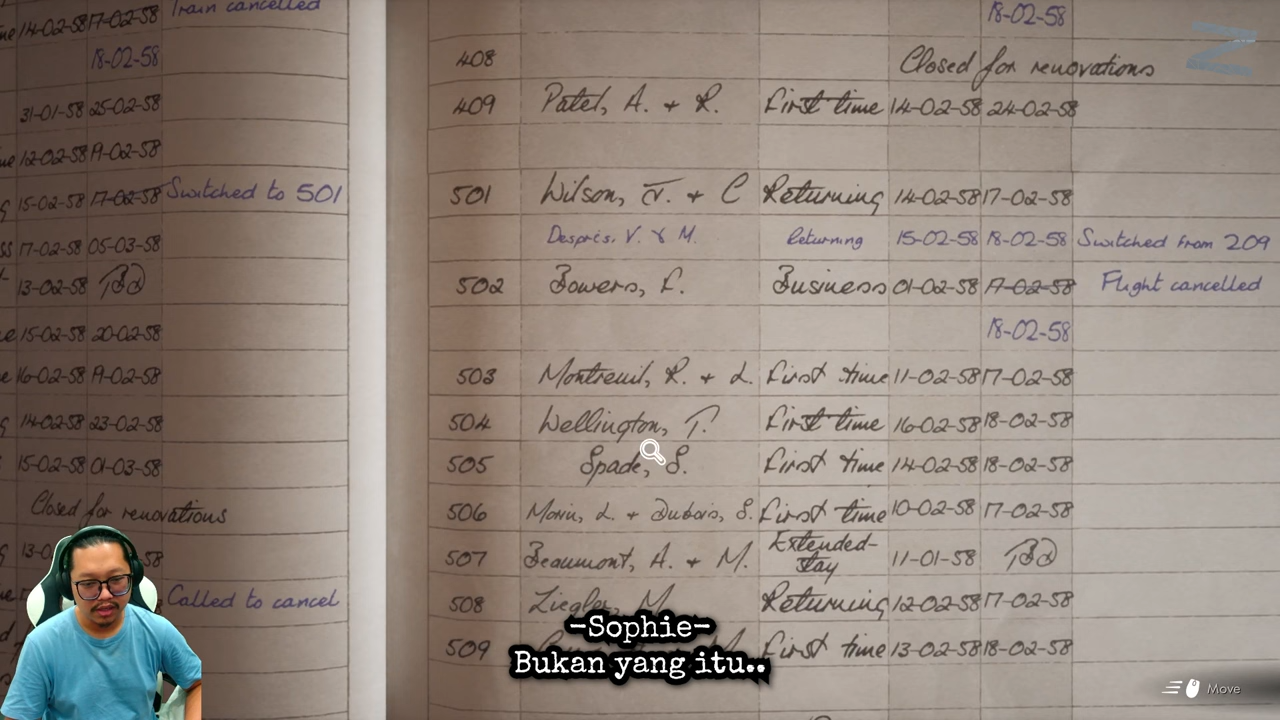 Train cancelled
14-02-58 17-02-58
18-02-58
31-01-58 25-02-58
12-02-58 19-02-58
15-02-58 17-02-58 Switched to 501
17-02-58 05-03-58
13-02-58 TBD
15-02-58 20-02-58
16-02-58 19-02-58
14-02-58 23-02-58
15-02-58 01-03-58
Closed for renovations
Called to cancel
18-02-58
408 Closed for renovations
409 Patel, A. + R. First time 14-02-58 24-02-58
501 Wilson, J. + C Returning 14-02-58 17-02-58
Després, V. & M. Returning 15-02-58 18-02-58 Switched from 209
502 Bowers, F. Business 01-02-58 17-02-58 Flight cancelled
18-02-58
503 Montreuil, R. + L. First time 11-02-58 17-02-58
504 Wellington, T. First time 16-02-58 18-02-58
505 Spade, S. First time 14-02-58 18-02-58
506 Morin, L. + Dubois, S. First time 10-02-58 17-02-58
507 Beaumont, A. + M. Extended-stay 11-01-58 TBD
508 Ziegler, M. Returning 12-02-58 17-02-58
509 First time 13-02-58 18-02-58
-Sophie-
Bukan yang itu..
Move